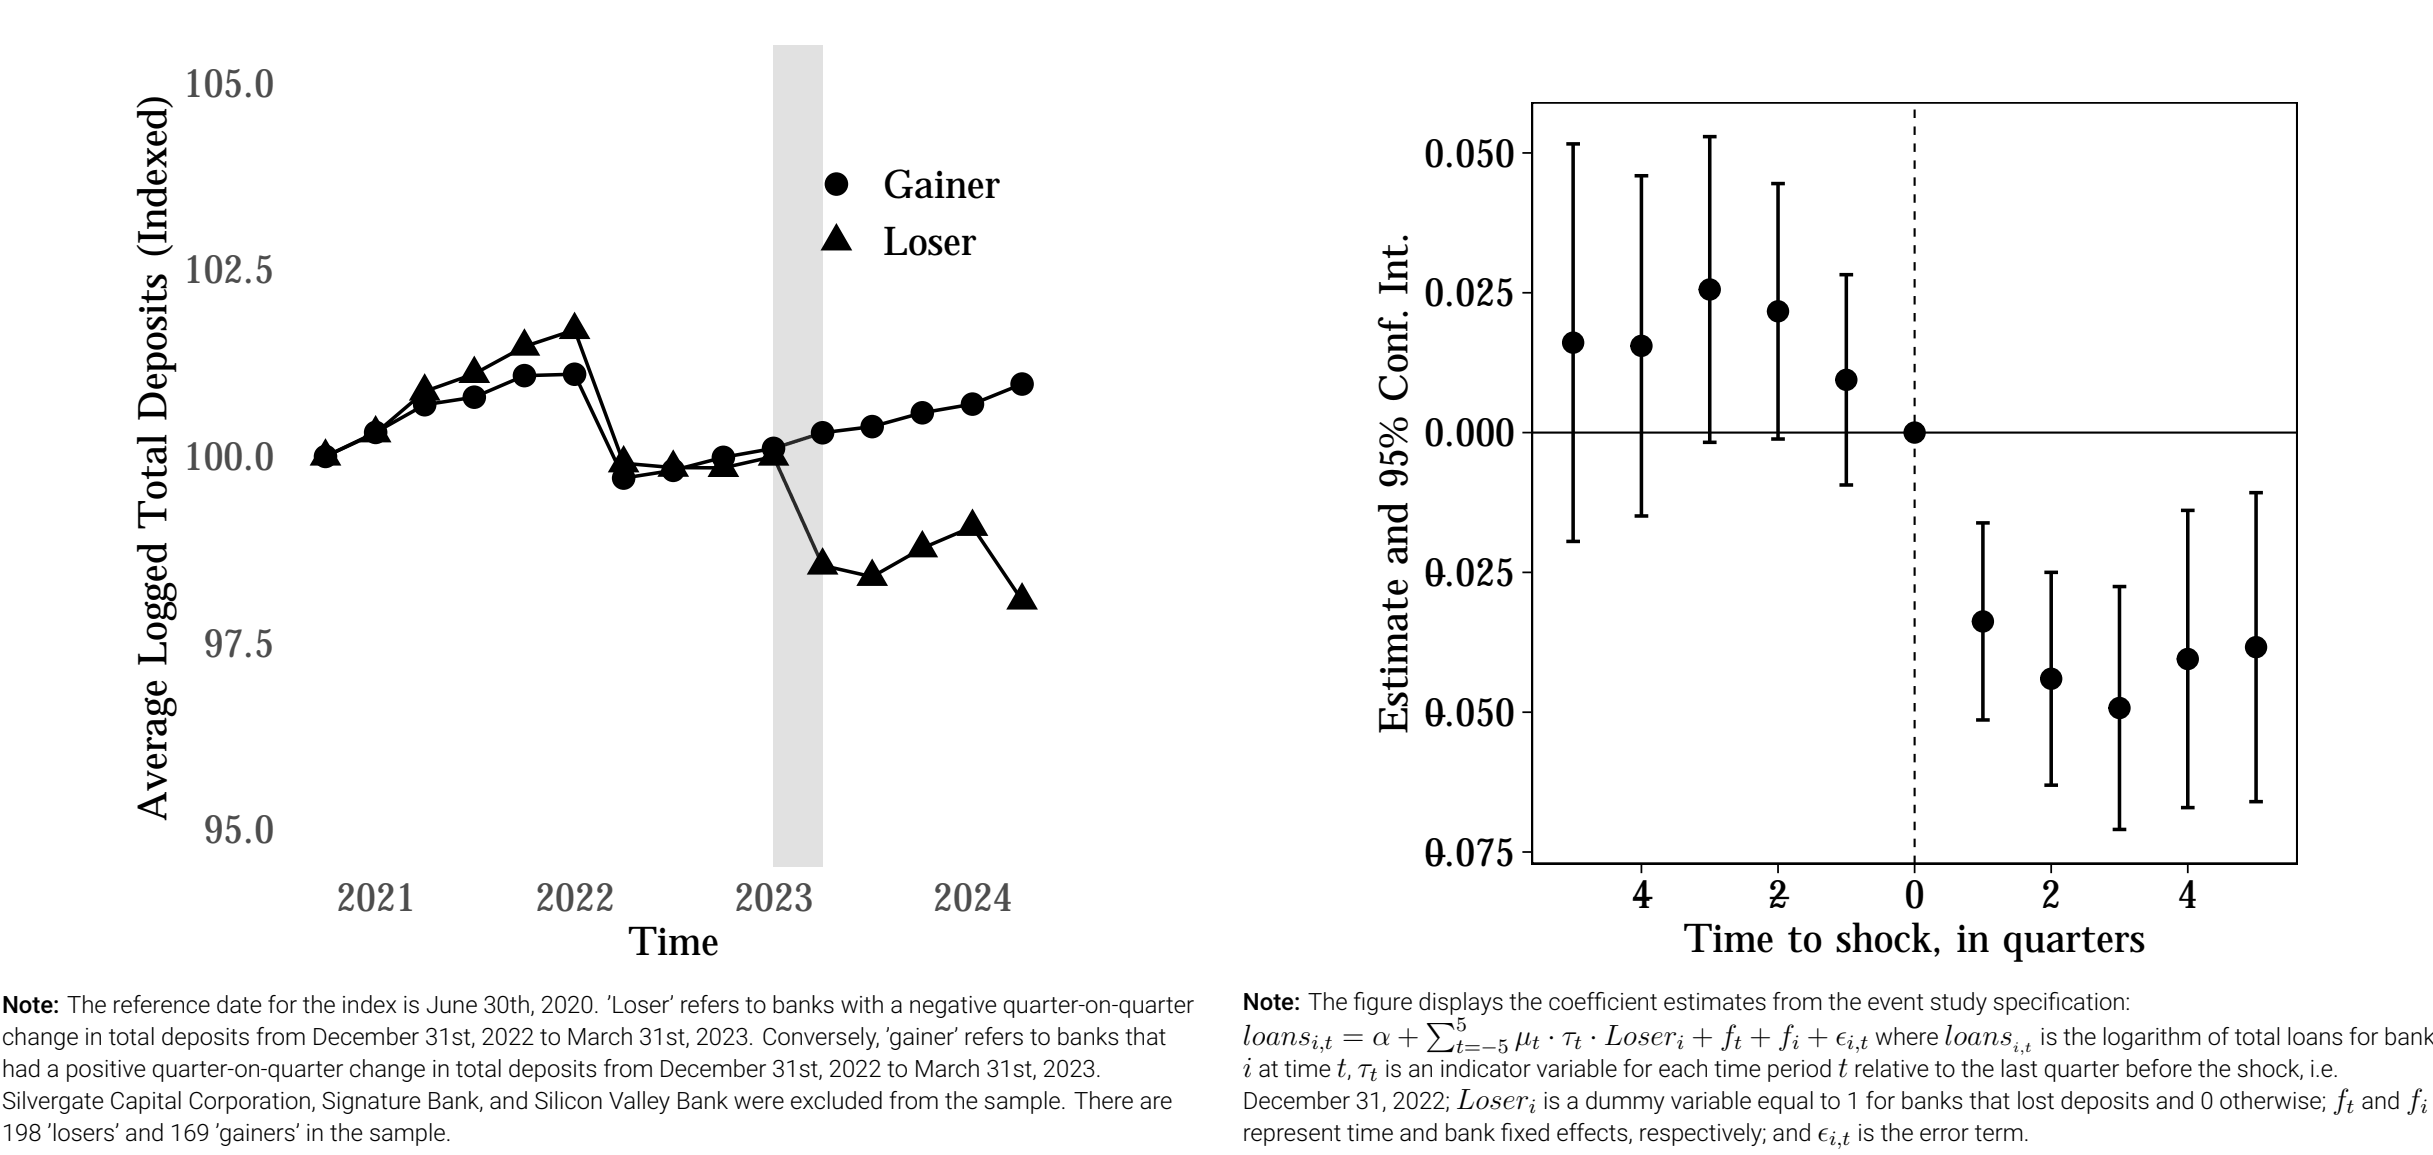 105.0
102.5
100.0
97.5
95.0
Average Logged Total Deposits (Indexed)
Gainer
Loser
2021 2022 2023 2024
Time
Note: The reference date for the index is June 30th, 2020. 'Loser' refers to banks with a negative quarter-on-quarter
change in total deposits from December 31st, 2022 to March 31st, 2023. Conversely, 'gainer' refers to banks that
had a positive quarter-on-quarter change in total deposits from December 31st, 2022 to March 31st, 2023.
Silvergate Capital Corporation, Signature Bank, and Silicon Valley Bank were excluded from the sample. There are
198 'losers' and 169 'gainers' in the sample.
0.050
0.025
0.000
-0.025
-0.050
-0.075
Estimate and 95% Conf. Int.
-4 -2 0 2 4
Time to shock, in quarters
Note: The figure displays the coefficient estimates from the event study specification:
loans_{i,t} = α + ∑_{t=−5}^{5} μ_t · τ_t · Loser_i + f_t + f_i + ϵ_{i,t} where loans_{i,t} is the logarithm of total loans for bank
i at time t, τ_t is an indicator variable for each time period t relative to the last quarter before the shock, i.e.
December 31, 2022; Loser_i is a dummy variable equal to 1 for banks that lost deposits and 0 otherwise; f_t and f_i
represent time and bank fixed effects, respectively; and ϵ_{i,t} is the error term.